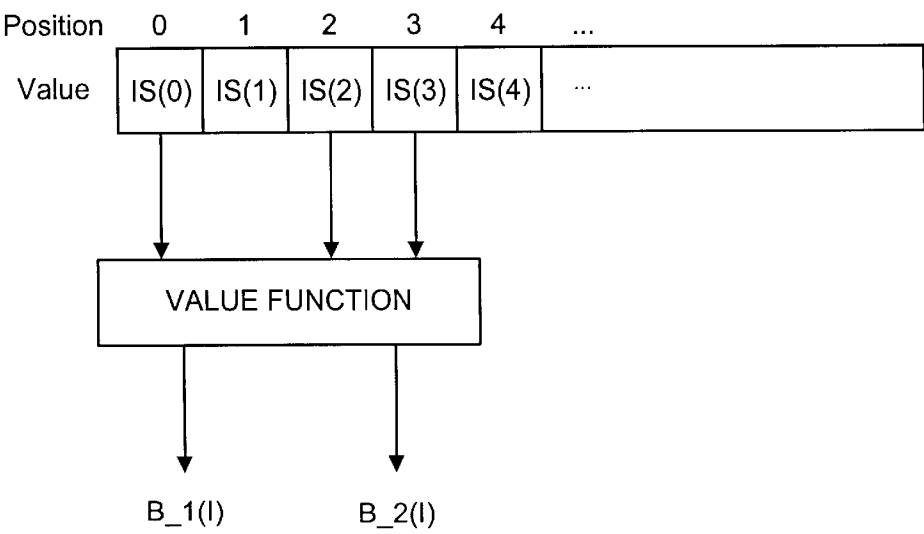 Position 0 1 2 3 4 ...
Value IS(0) IS(1) IS(2) IS(3) IS(4) ...
VALUE FUNCTION
B_1(I) B_2(I)